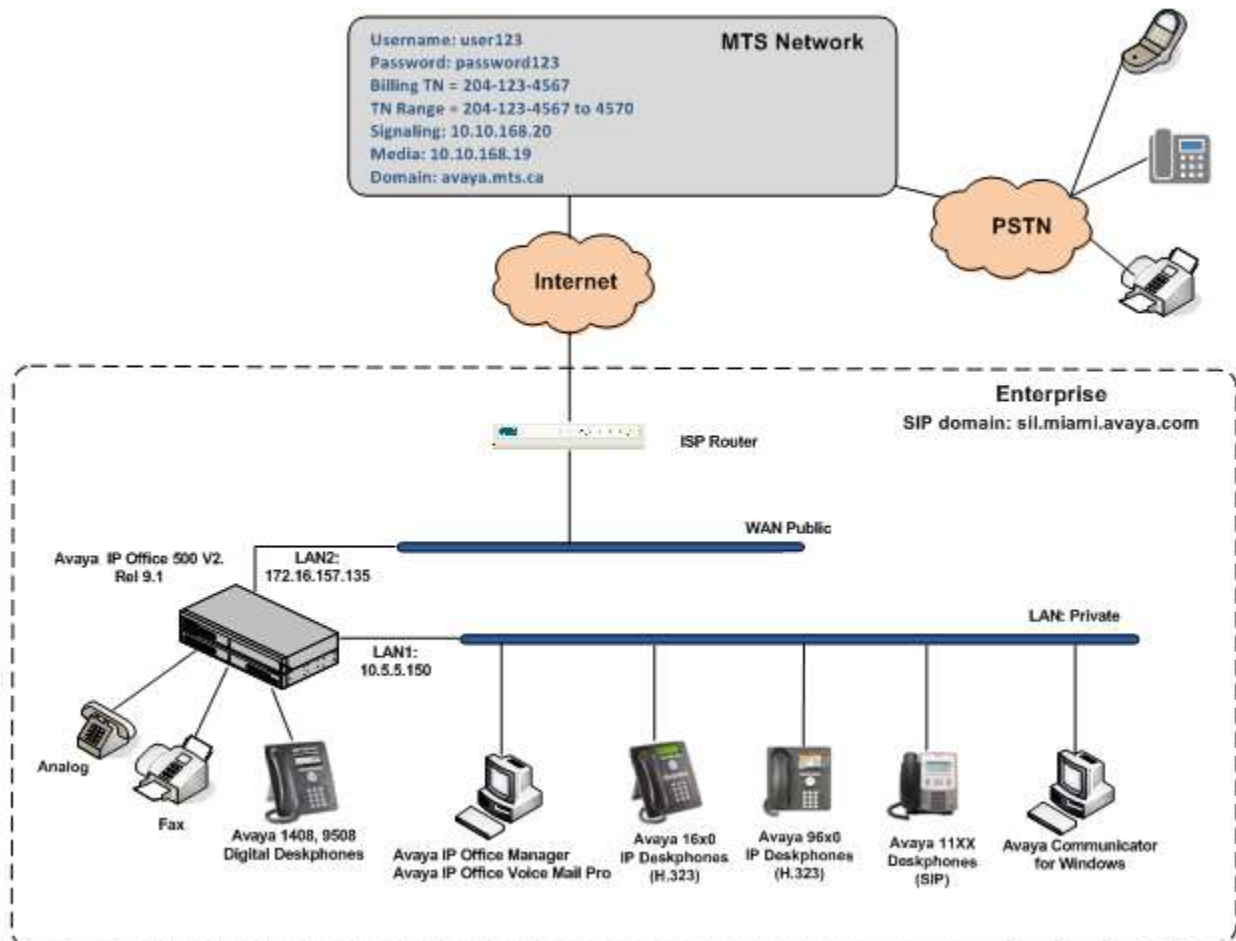 Username: user123
Password: password123
Billing TN = 204-123-4567
TN Range = 204-123-4567 to 4570
Signaling: 10.10.168.20
Media: 10.10.168.19
Domain: avaya.mts.ca
MTS Network
PSTN
Internet
Enterprise
SIP domain: sil.miami.avaya.com
ISP Router
WAN Public
Avaya IP Office 500 V2.
Rel 9.1
LAN2:
172.16.157.135
LAN: Private
LAN1:
10.5.5.150
Analog
Fax
Avaya 1408, 9508
Digital Deskphones
Avaya IP Office Manager
Avaya IP Office Voice Mail Pro
Avaya 16x0
IP Deskphones
(H.323)
Avaya 96x0
IP Deskphones
(H.323)
Avaya 11XX
Deskphones
(SIP)
Avaya Communicator
for Windows